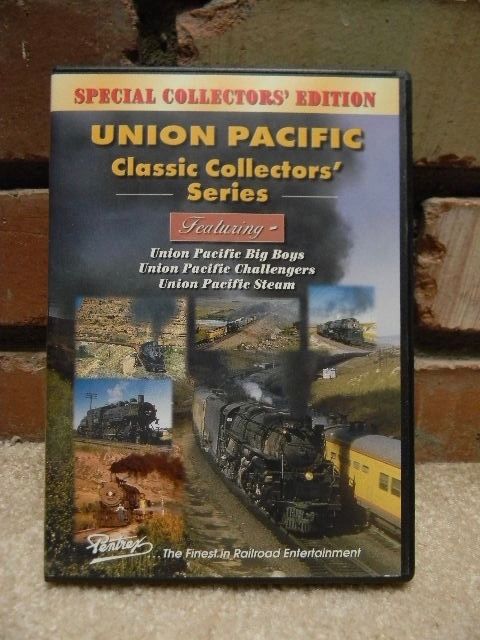 SPECIAL COLLECTORS' EDITION
UNION PACIFIC
Classic Collectors'
Series
Featuring -
Union Pacific Big Boys
Union Pacific Challengers
Union Pacific Steam
Pentrex
The Finest in Railroad Entertainment